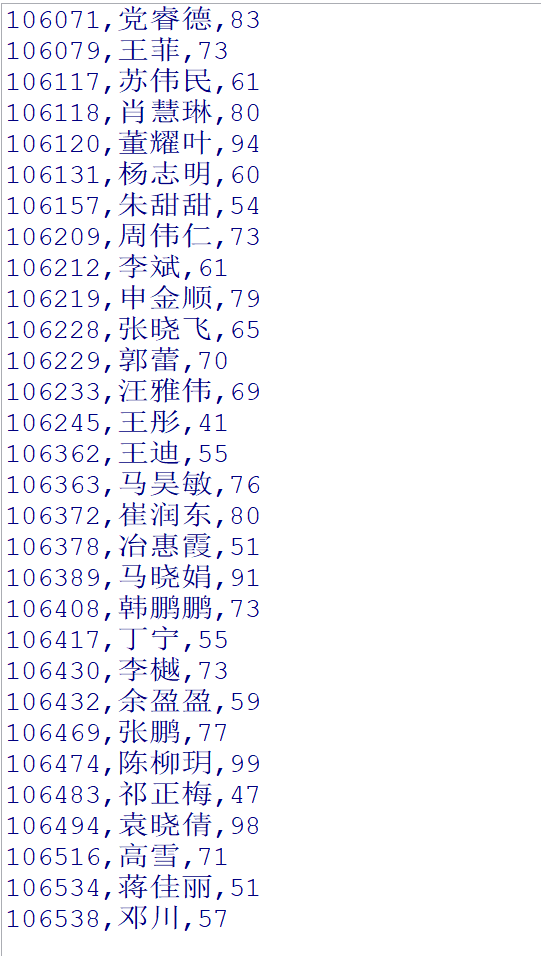 106071,党睿德,83
106079,王菲,73
106117,苏伟民,61
106118,肖慧琳,80
106120,董耀叶,94
106131,杨志明,60
106157,朱甜甜,54
106209,周伟仁,73
106212,李斌,61
106219,申金顺,79
106228,张晓飞,65
106229,郭蕾,70
106233,汪雅伟,69
106245,王彤,41
106362,王迪,55
106363,马昊敏,76
106372,崔润东,80
106378,冶惠霞,51
106389,马晓娟,91
106408,韩鹏鹏,73
106417,丁宁,55
106430,李樾,73
106432,余盈盈,59
106469,张鹏,77
106474,陈柳玥,99
106483,祁正梅,47
106494,袁晓倩,98
106516,高雪,71
106534,蒋佳丽,51
106538,邓川,57